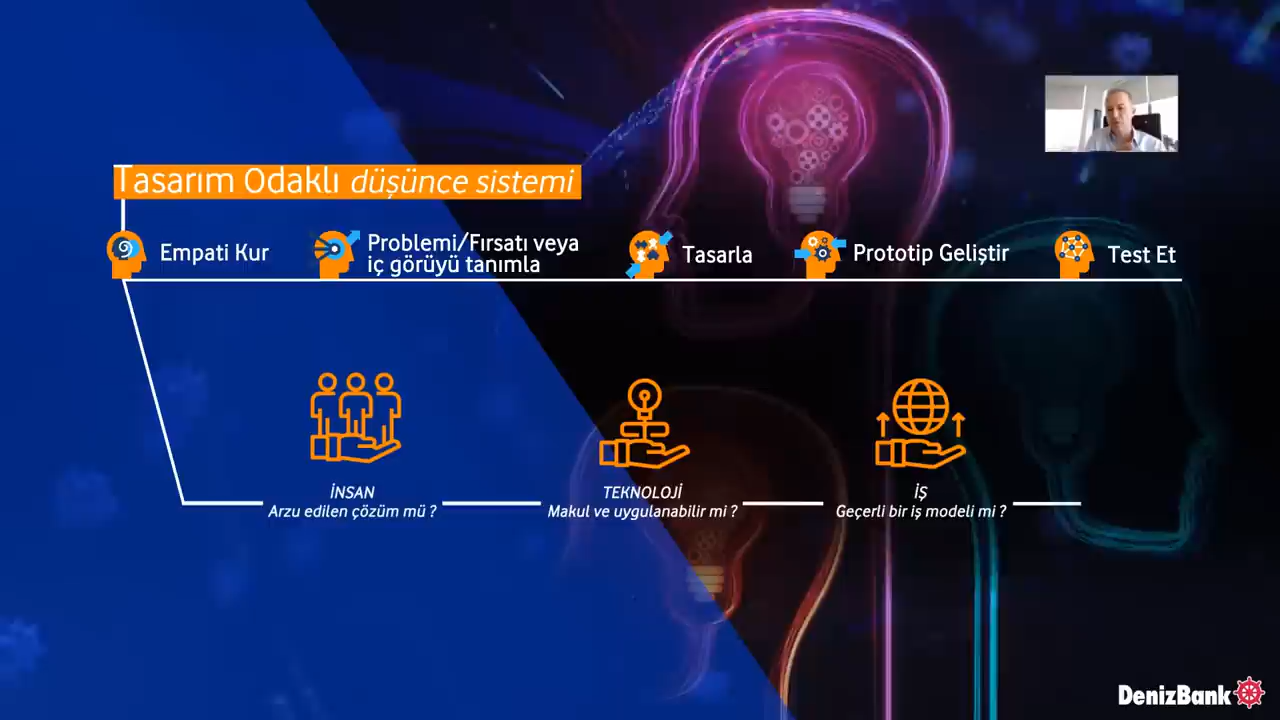 Tasarım Odaklı düşünce sistemi
Empati Kur
Problemi/Fırsatı veya
iç görüyü tanımla
Tasarla
Prototip Geliştir
Test Et
İNSAN
Arzu edilen çözüm mü ?
TEKNOLOJİ
Makul ve uygulanabilir mi ?
İŞ
Geçerli bir iş modeli mi ?
DenizBank